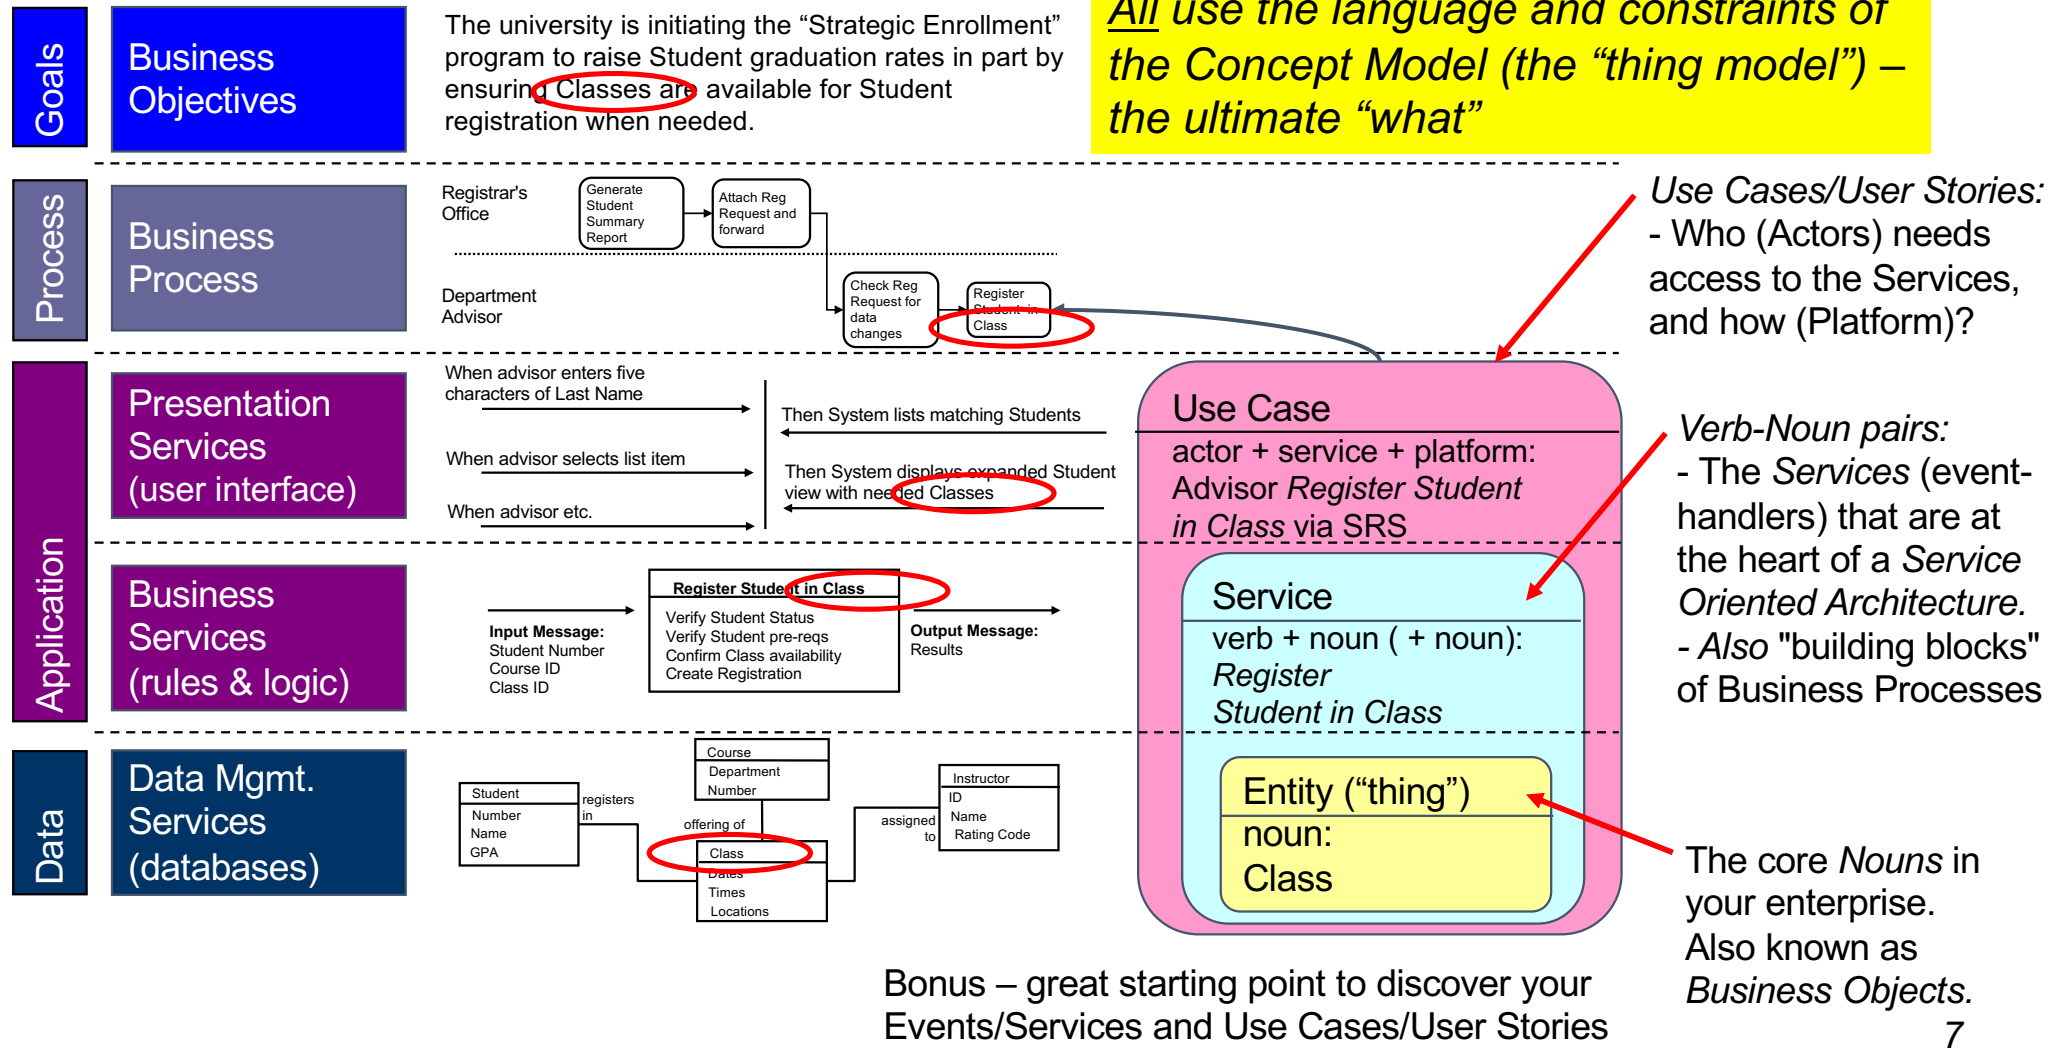 Goals
Business
Objectives
The university is initiating the “Strategic Enrollment”
program to raise Student graduation rates in part by
ensuring Classes are available for Student
registration when needed.
All use the language and constraints of
the Concept Model (the “thing model”) –
the ultimate “what”
Process
Business
Process
Registrar's
Office
Generate
Student
Summary
Report
Attach Reg
Request and
forward
Department
Advisor
Check Reg
Request for
data
changes
Register
Student in
Class
Use Cases/User Stories:
- Who (Actors) needs
access to the Services,
and how (Platform)?
Application
Presentation
Services
(user interface)
When advisor enters five
characters of Last Name
Then System lists matching Students
When advisor selects list item
Then System displays expanded Student
view with needed Classes
When advisor etc.
Use Case
actor + service + platform:
Advisor Register Student
in Class via SRS
Verb-Noun pairs:
- The Services (event-
handlers) that are at
the heart of a Service
Oriented Architecture.
- Also "building blocks"
of Business Processes
Business
Services
(rules & logic)
Input Message:
Student Number
Course ID
Class ID
Register Student in Class
Verify Student Status
Verify Student pre-reqs
Confirm Class availability
Create Registration
Output Message:
Results
Service
verb + noun ( + noun):
Register
Student in Class
Data
Data Mgmt.
Services
(databases)
Student
Number
Name
GPA
registers
in
Course
Department
Number
offering of
Class
Dates
Times
Locations
assigned
to
Instructor
ID
Name
Rating Code
Entity (“thing”)
noun:
Class
The core Nouns in
your enterprise.
Also known as
Business Objects.
Bonus – great starting point to discover your
Events/Services and Use Cases/User Stories
7